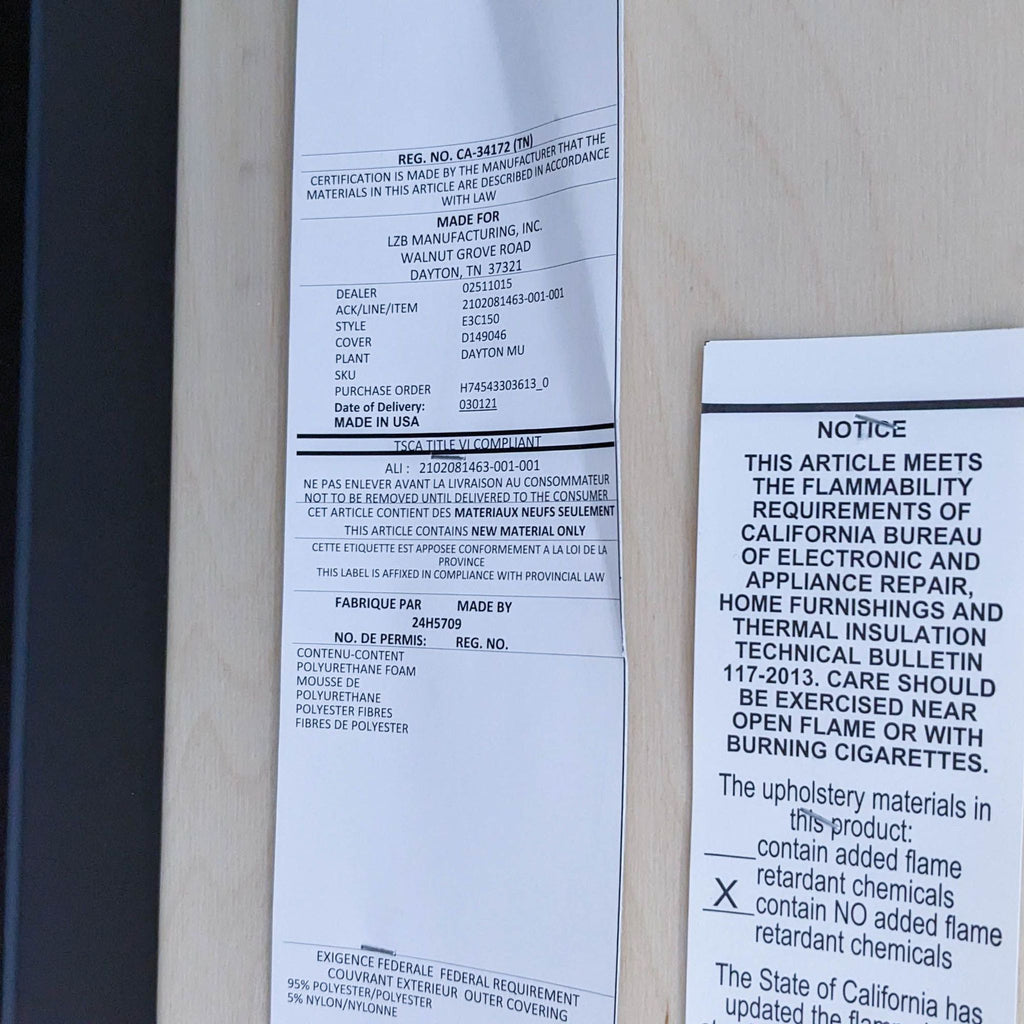 REG. NO. CA-34172 (TN)
CERTIFICATION IS MADE BY THE MANUFACTURER THAT THE
MATERIALS IN THIS ARTICLE ARE DESCRIBED IN ACCORDANCE
WITH LAW
MADE FOR
LZB MANUFACTURING, INC.
WALNUT GROVE ROAD
DAYTON, TN 37321
DEALER 02511015
ACK/LINE/ITEM 2102081463-001-001
STYLE E3C150
COVER D149046
PLANT DAYTON MU
SKU
PURCHASE ORDER H74543303613_0
Date of Delivery: 030121
MADE IN USA
TSCA TITLE VI COMPLIANT
ALI : 2102081463-001-001
NE PAS ENLEVER AVANT LA LIVRAISON AU CONSOMMATEUR
NOT TO BE REMOVED UNTIL DELIVERED TO THE CONSUMER
CET ARTICLE CONTIENT DES MATERIAUX NEUFS SEULEMENT
THIS ARTICLE CONTAINS NEW MATERIAL ONLY
CETTE ETIQUETTE EST APPOSEE CONFORMEMENT A LA LOI DE LA
PROVINCE
THIS LABEL IS AFFIXED IN COMPLIANCE WITH PROVINCIAL LAW
FABRIQUE PAR MADE BY
24H5709
NO. DE PERMIS: REG. NO.
CONTENU-CONTENT
POLYURETHANE FOAM
MOUSSE DE
POLYURETHANE
POLYESTER FIBRES
FIBRES DE POLYESTER
EXIGENCE FEDERALE FEDERAL REQUIREMENT
COUVRANT EXTERIEUR OUTER COVERING
95% POLYESTER/POLYESTER
5% NYLON/NYLONNE
NOTICE
THIS ARTICLE MEETS
THE FLAMMABILITY
REQUIREMENTS OF
CALIFORNIA BUREAU
OF ELECTRONIC AND
APPLIANCE REPAIR,
HOME FURNISHINGS AND
THERMAL INSULATION
TECHNICAL BULLETIN
117-2013. CARE SHOULD
BE EXERCISED NEAR
OPEN FLAME OR WITH
BURNING CIGARETTES.
The upholstery materials in
this product:
___contain added flame
retardant chemicals
_X_contain NO added flame
retardant chemicals
The State of California has
updated the